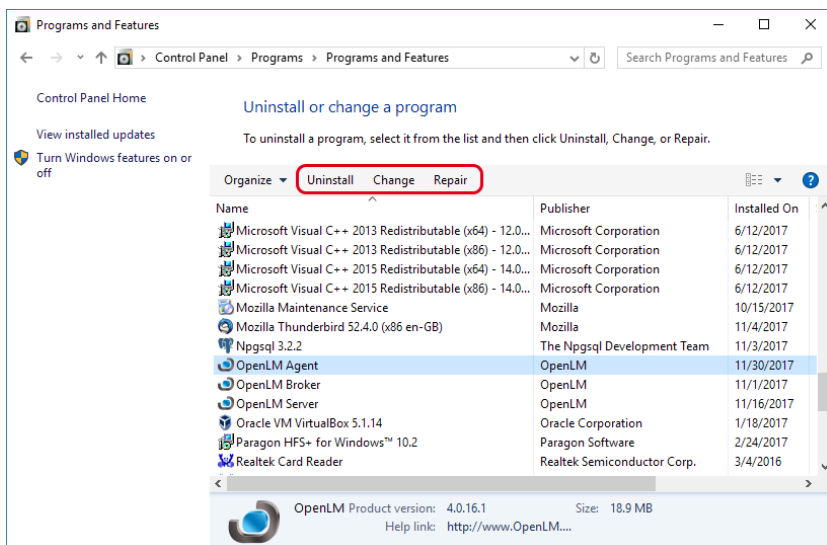 Programs and Features
Control Panel > Programs > Programs and Features
Search Programs and Features
Control Panel Home
View installed updates
Turn Windows features on or
off
Uninstall or change a program
To uninstall a program, select it from the list and then click Uninstall, Change, or Repair.
Organize Uninstall Change Repair
?
Name Publisher Installed On
Microsoft Visual C++ 2013 Redistributable (x64) - 12.0... Microsoft Corporation 6/12/2017
Microsoft Visual C++ 2013 Redistributable (x86) - 12.0... Microsoft Corporation 6/12/2017
Microsoft Visual C++ 2015 Redistributable (x64) - 14.0... Microsoft Corporation 6/12/2017
Microsoft Visual C++ 2015 Redistributable (x86) - 14.0... Microsoft Corporation 6/12/2017
Mozilla Maintenance Service Mozilla 10/15/2017
Mozilla Thunderbird 52.4.0 (x86 en-GB) Mozilla 11/4/2017
Npgsql 3.2.2 The Npgsql Development Team 11/3/2017
OpenLM Agent OpenLM 11/30/2017
OpenLM Broker OpenLM 11/1/2017
OpenLM Server OpenLM 11/16/2017
Oracle VM VirtualBox 5.1.14 Oracle Corporation 1/18/2017
Paragon HFS+ for Windows™ 10.2 Paragon Software 2/24/2017
Realtek Card Reader Realtek Semiconductor Corp. 3/4/2016
OpenLM Product version: 4.0.16.1 Size: 18.9 MB
Help link: http://www.OpenLM....